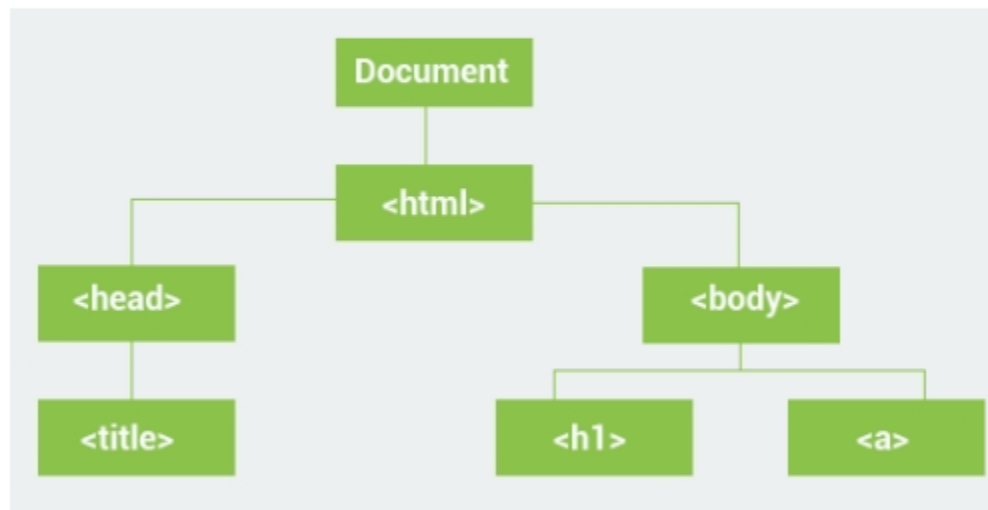 Document
<html>
<head>
<body>
<title>
<h1>
<a>